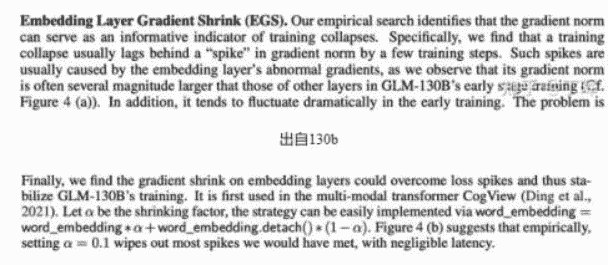 Embedding Layer Gradient Shrink (EGS). Our empirical search identifies that the gradient norm
can serve as an informative indicator of training collapses. Specifically, we find that a training
collapse usually lags behind a “spike” in gradient norm by a few training steps. Such spikes are
usually caused by the embedding layer’s abnormal gradients, as we observe that its gradient norm
is often several magnitude larger that those of other layers in GLM-130B’s early stage training (Cf.
Figure 4 (a)). In addition, it tends to fluctuate dramatically in the early training. The problem is
出自130b
Finally, we find the gradient shrink on embedding layers could overcome loss spikes and thus sta-
bilize GLM-130B’s training. It is first used in the multi-modal transformer CogView (Ding et al.,
2021). Let α be the shrinking factor, the strategy can be easily implemented via word_embedding =
word_embedding ∗ α + word_embedding.detach() ∗ (1 − α). Figure 4 (b) suggests that empirically,
setting α = 0.1 wipes out most spikes we would have met, with negligible latency.